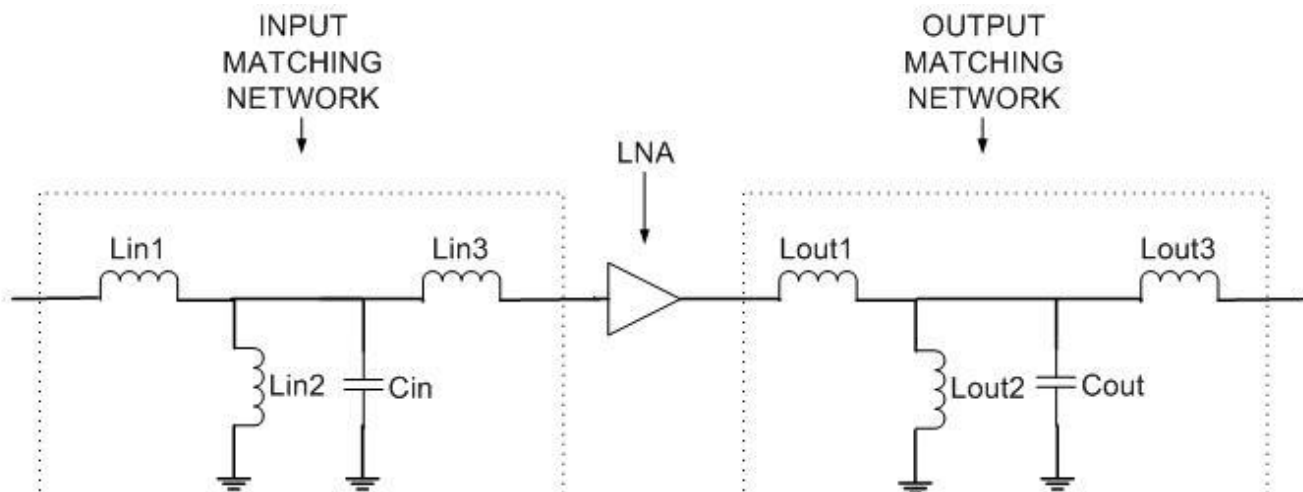 INPUT
MATCHING
NETWORK
OUTPUT
MATCHING
NETWORK
LNA
Lin1
Lin3
Lout1
Lout3
Lin2
Cin
Lout2
Cout